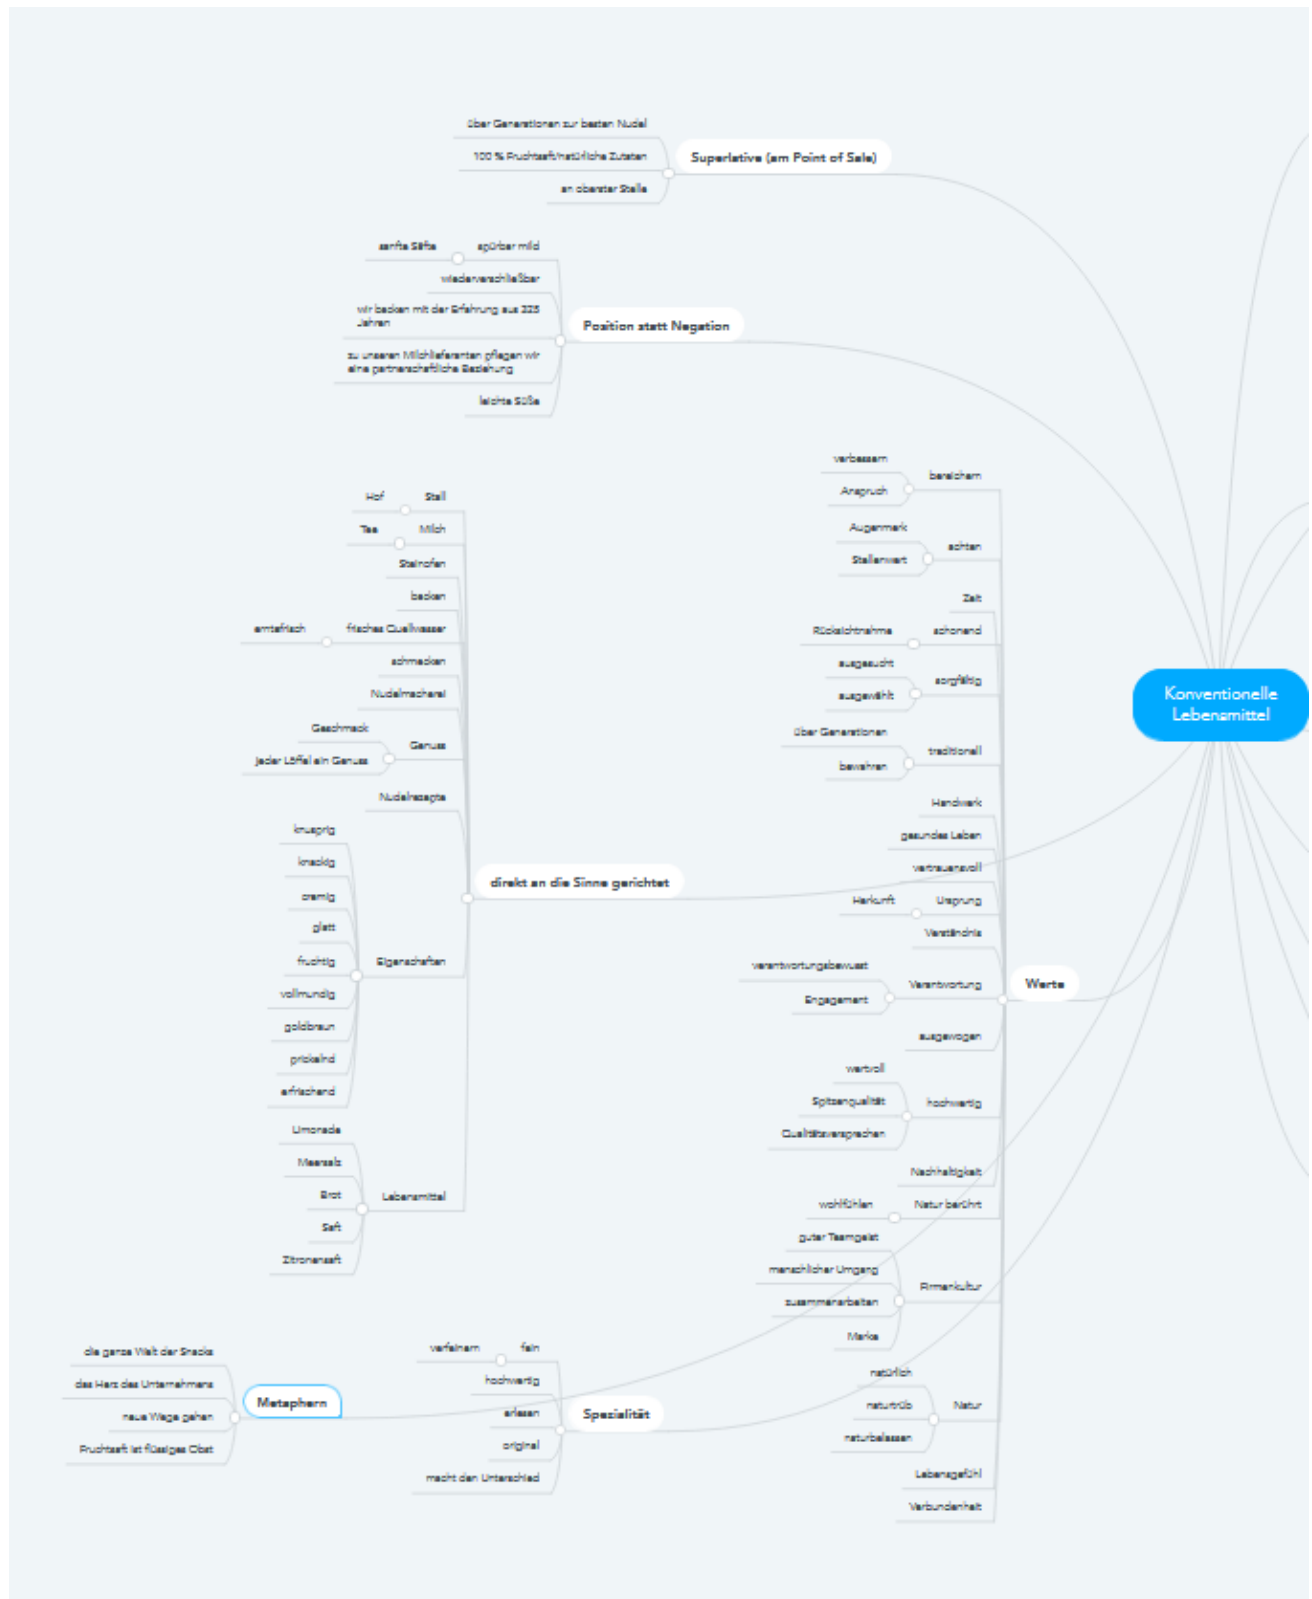 über Generationen zur besten Nudel
100 % Fruchtsaft/natürliche Zutaten
an oberster Stelle
Superlative (am Point of Sale)
sanfte Säfte
spürbar mild
wiederverschließbar
wir backen mit der Erfahrung aus 325
Jahren
zu unseren Milchlieferanten pflegen wir
eine partnerschaftliche Beziehung
leichte Süße
Position statt Negation
Hof
Stall
Tee
Milch
Steinofen
backen
erntefrisch
frisches Quellwasser
schmecken
Nudelmacherei
Geschmack
jeder Löffel ein Genuss
Genuss
Nudelrezepte
knusprig
knackig
cremig
glatt
fruchtig
vollmundig
goldbraun
prickelnd
erfrischend
Eigenschaften
Limonade
Meersalz
Brot
Saft
Zitronensaft
Lebensmittel
direkt an die Sinne gerichtet
verbessern
Anspruch
bereichern
Augenmerk
Stellenwert
achten
Zeit
Rücksichtnahme
schonend
ausgesucht
ausgewählt
sorgfältig
über Generationen
bewahren
traditionell
Handwerk
gesundes Leben
vertrauensvoll
Herkunft
Ursprung
Verständnis
verantwortungsbewusst
Engagement
Verantwortung
ausgewogen
wertvoll
Spitzenqualität
Qualitätsversprechen
hochwertig
Nachhaltigkeit
wohlfühlen
Natur berührt
guter Teamgeist
menschlicher Umgang
zusammenarbeiten
Marke
Firmenkultur
natürlich
naturtrüb
naturbelassen
Natur
Lebensgefühl
Verbundenheit
Werte
Konventionelle
Lebensmittel
die ganze Welt der Snacks
das Herz des Unternehmens
neue Wege gehen
Fruchtsaft ist flüssiges Obst
Metaphern
verfeinern
fein
hochwertig
erlesen
original
macht den Unterschied
Spezialität